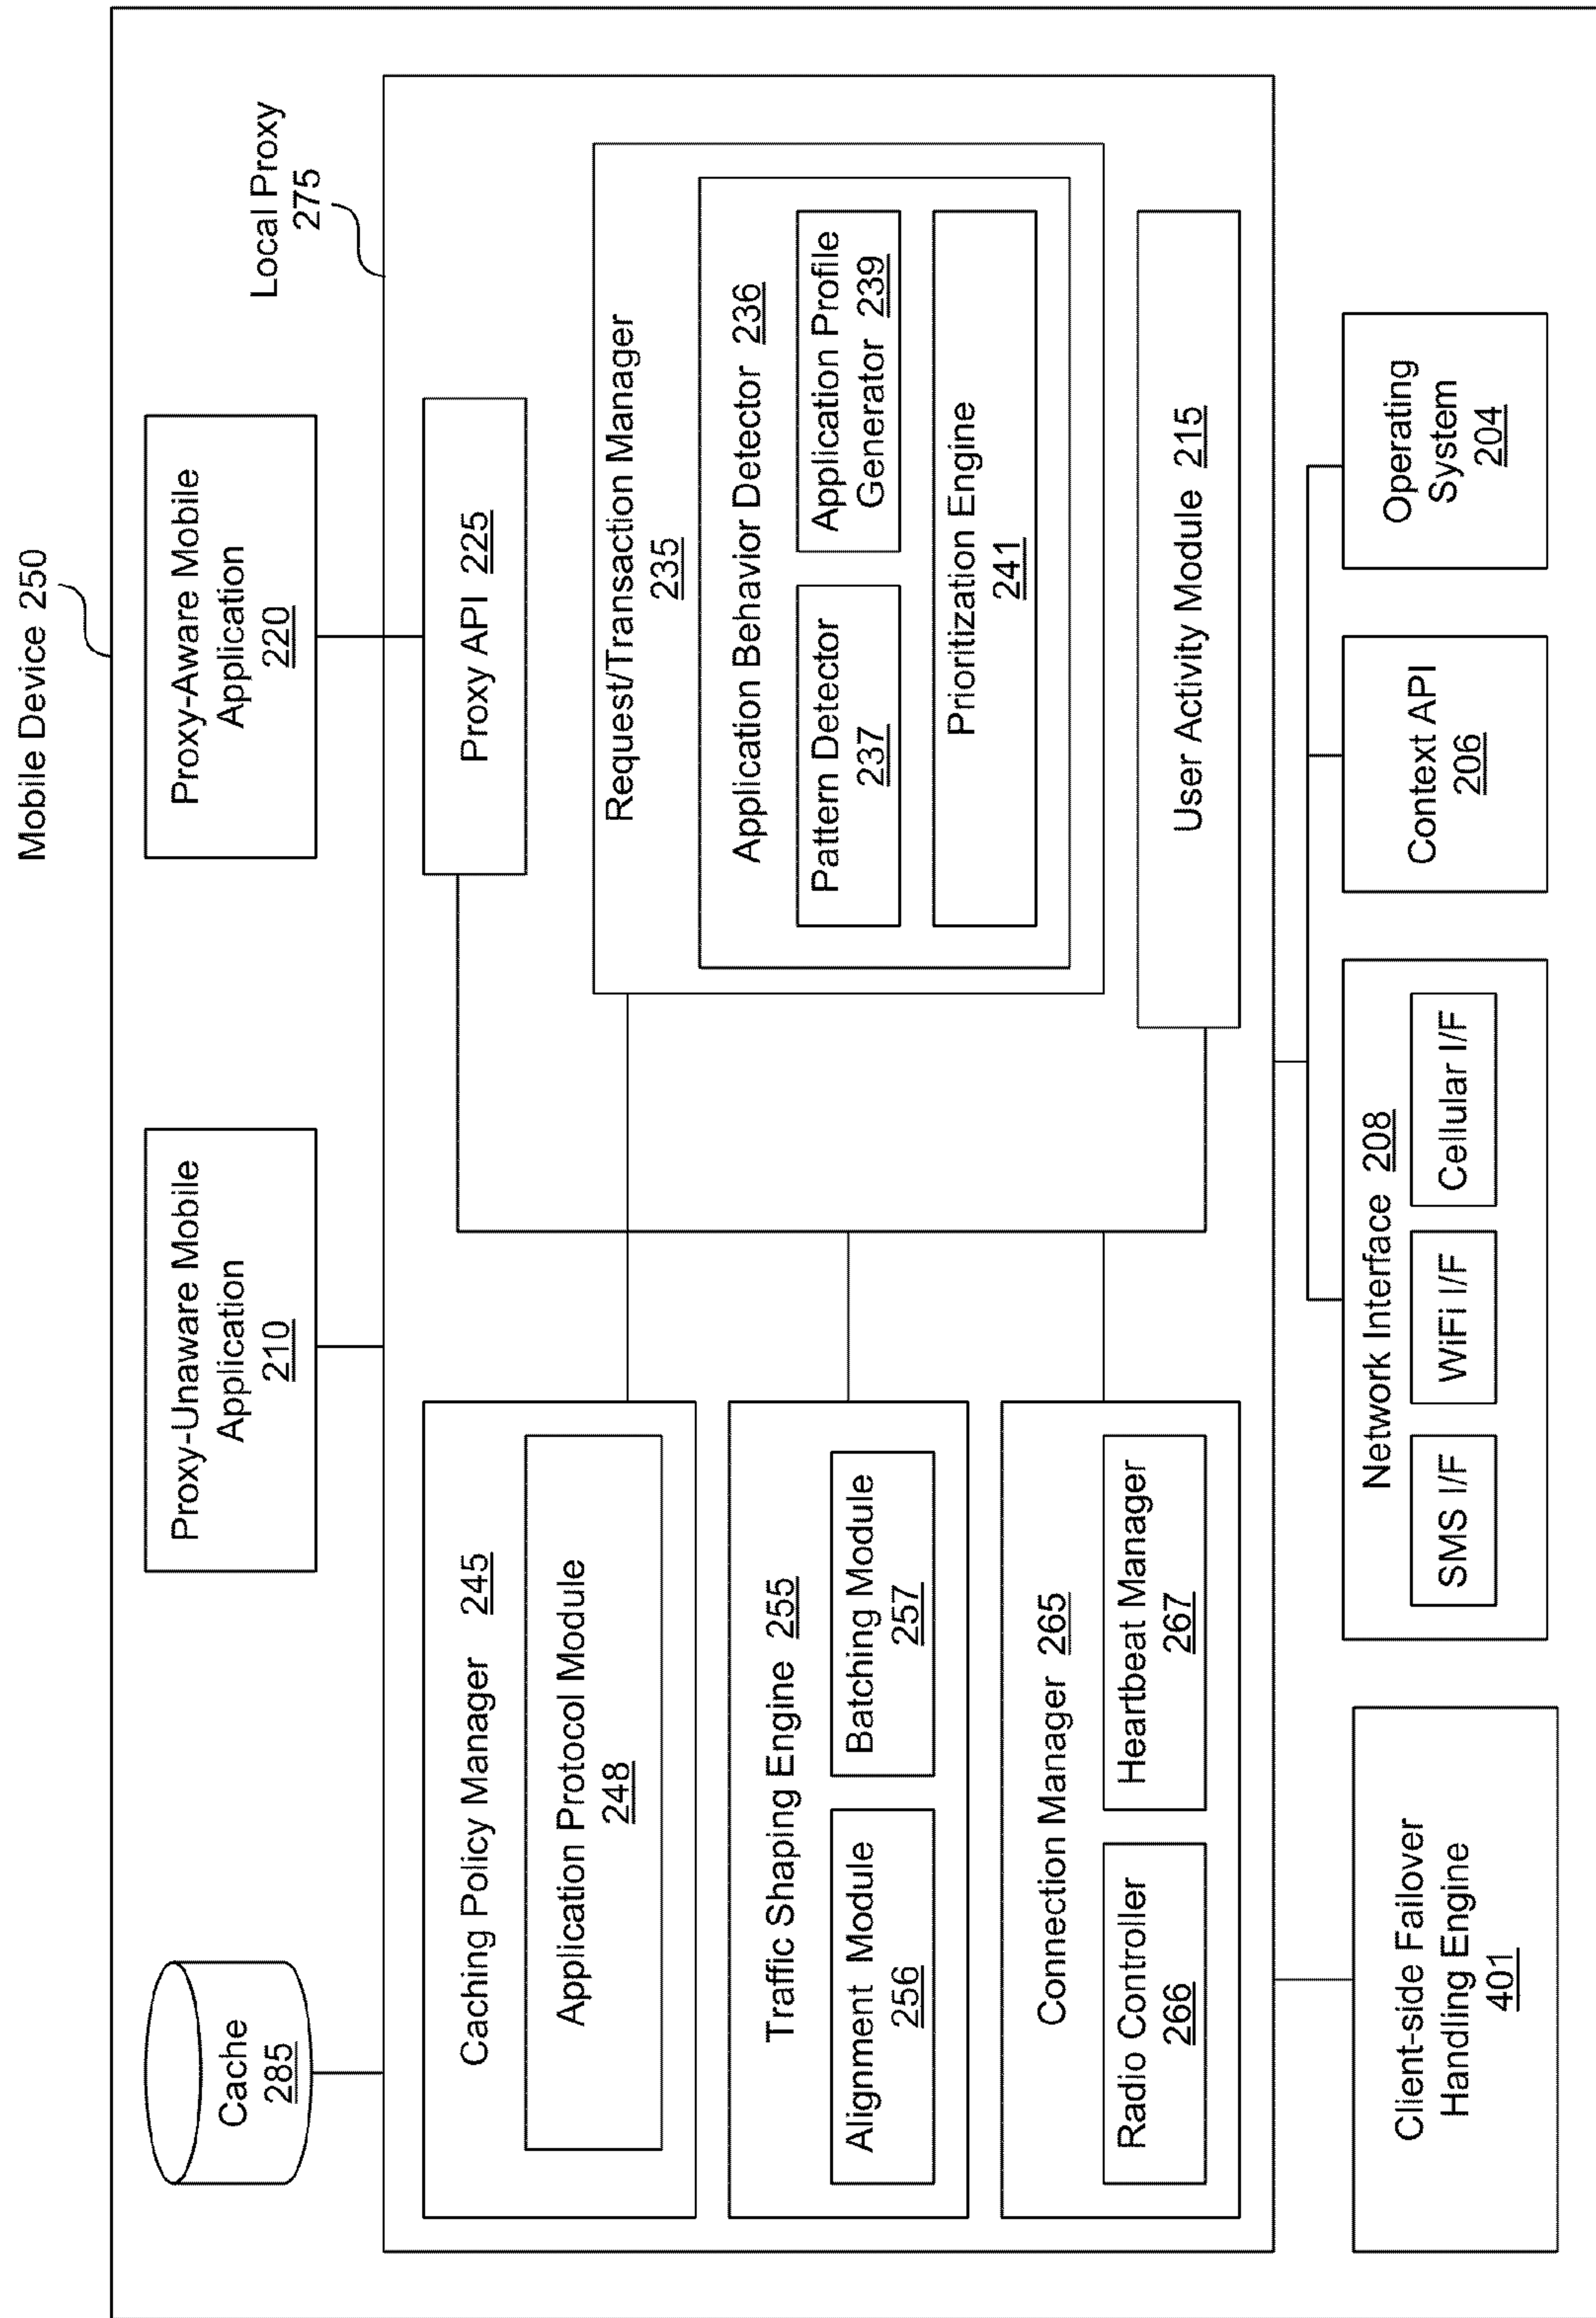 Mobile Device 250
Local Proxy
275
Cache
285
Proxy-Unaware Mobile
Application
210
Proxy-Aware Mobile
Application
220
Caching Policy Manager 245
Application Protocol Module
248
Traffic Shaping Engine 255
Alignment Module
256
Batching Module
257
Connection Manager 265
Radio Controller
266
Heartbeat Manager
267
Proxy API 225
Request/Transaction Manager
235
Application Behavior Detector 236
Pattern Detector
237
Application Profile
Generator 239
Prioritization Engine
241
User Activity Module 215
Client-side Failover
Handling Engine
401
Network Interface 208
SMS I/F
WiFi I/F
Cellular I/F
Context API
206
Operating
System
204